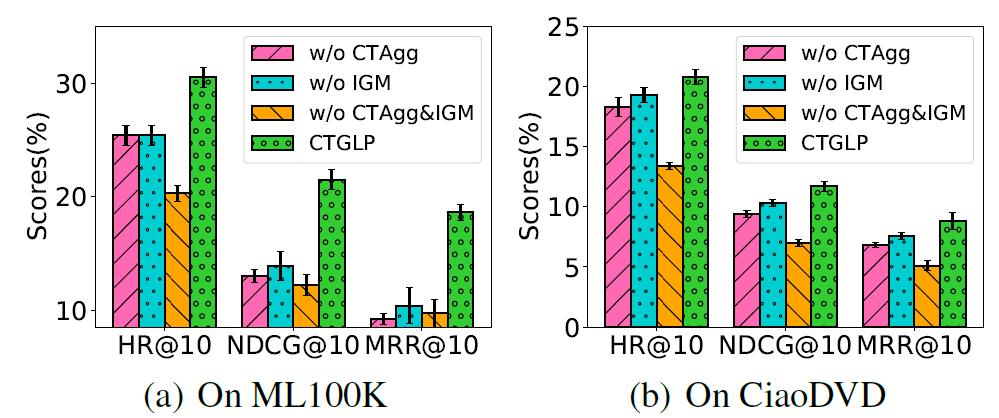 Scores(%)
30
20
10
w/o CTAgg
w/o IGM
w/o CTAgg&IGM
CTGLP
HR@10 NDCG@10 MRR@10
(a) On ML100K
Scores(%)
25
20
15
10
5
0
w/o CTAgg
w/o IGM
w/o CTAgg&IGM
CTGLP
HR@10 NDCG@10 MRR@10
(b) On CiaoDVD